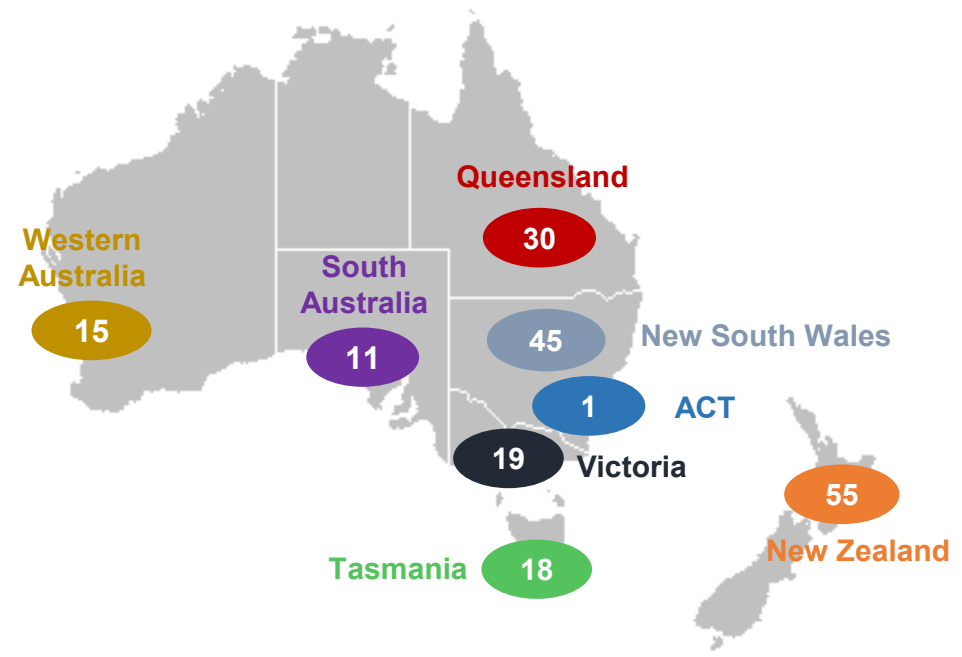 Queensland
30
Western
Australia
15
South
Australia
11
45
New South Wales
1
ACT
19
Victoria
55
New Zealand
Tasmania
18